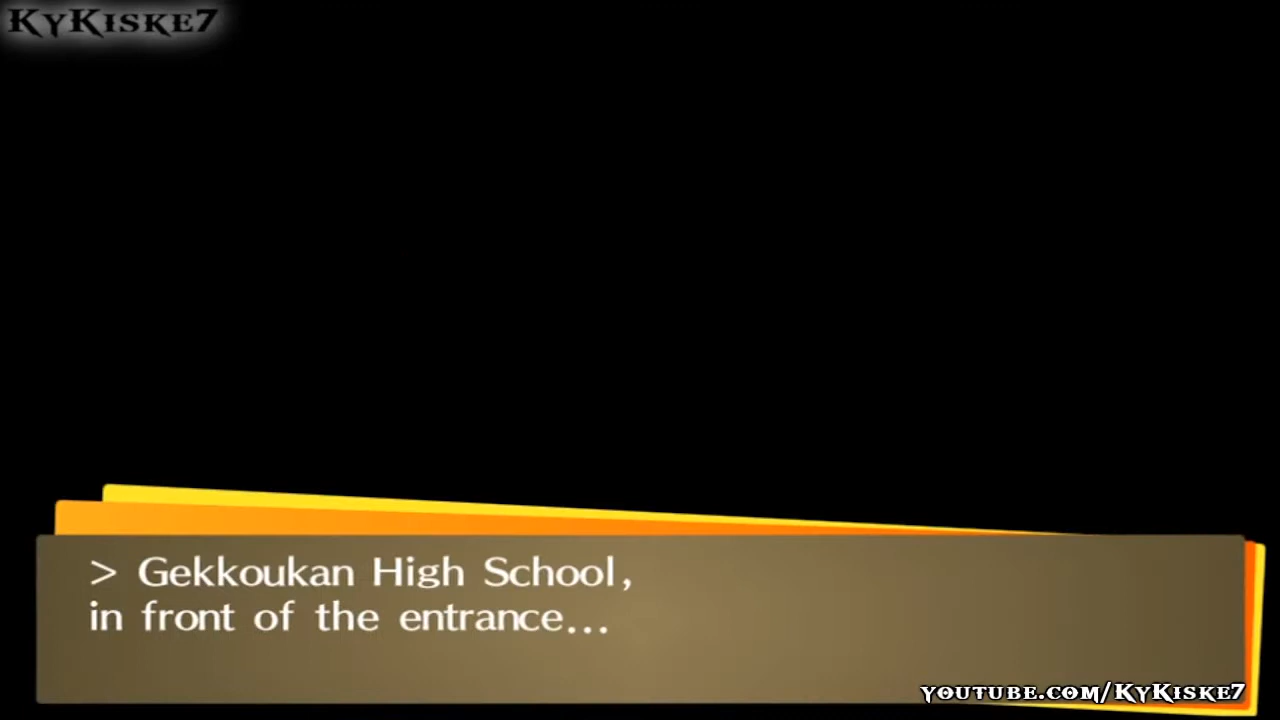 KyKiske7
> Gekkoukan High School,
in front of the entrance...
youtube.com/KyKiske7